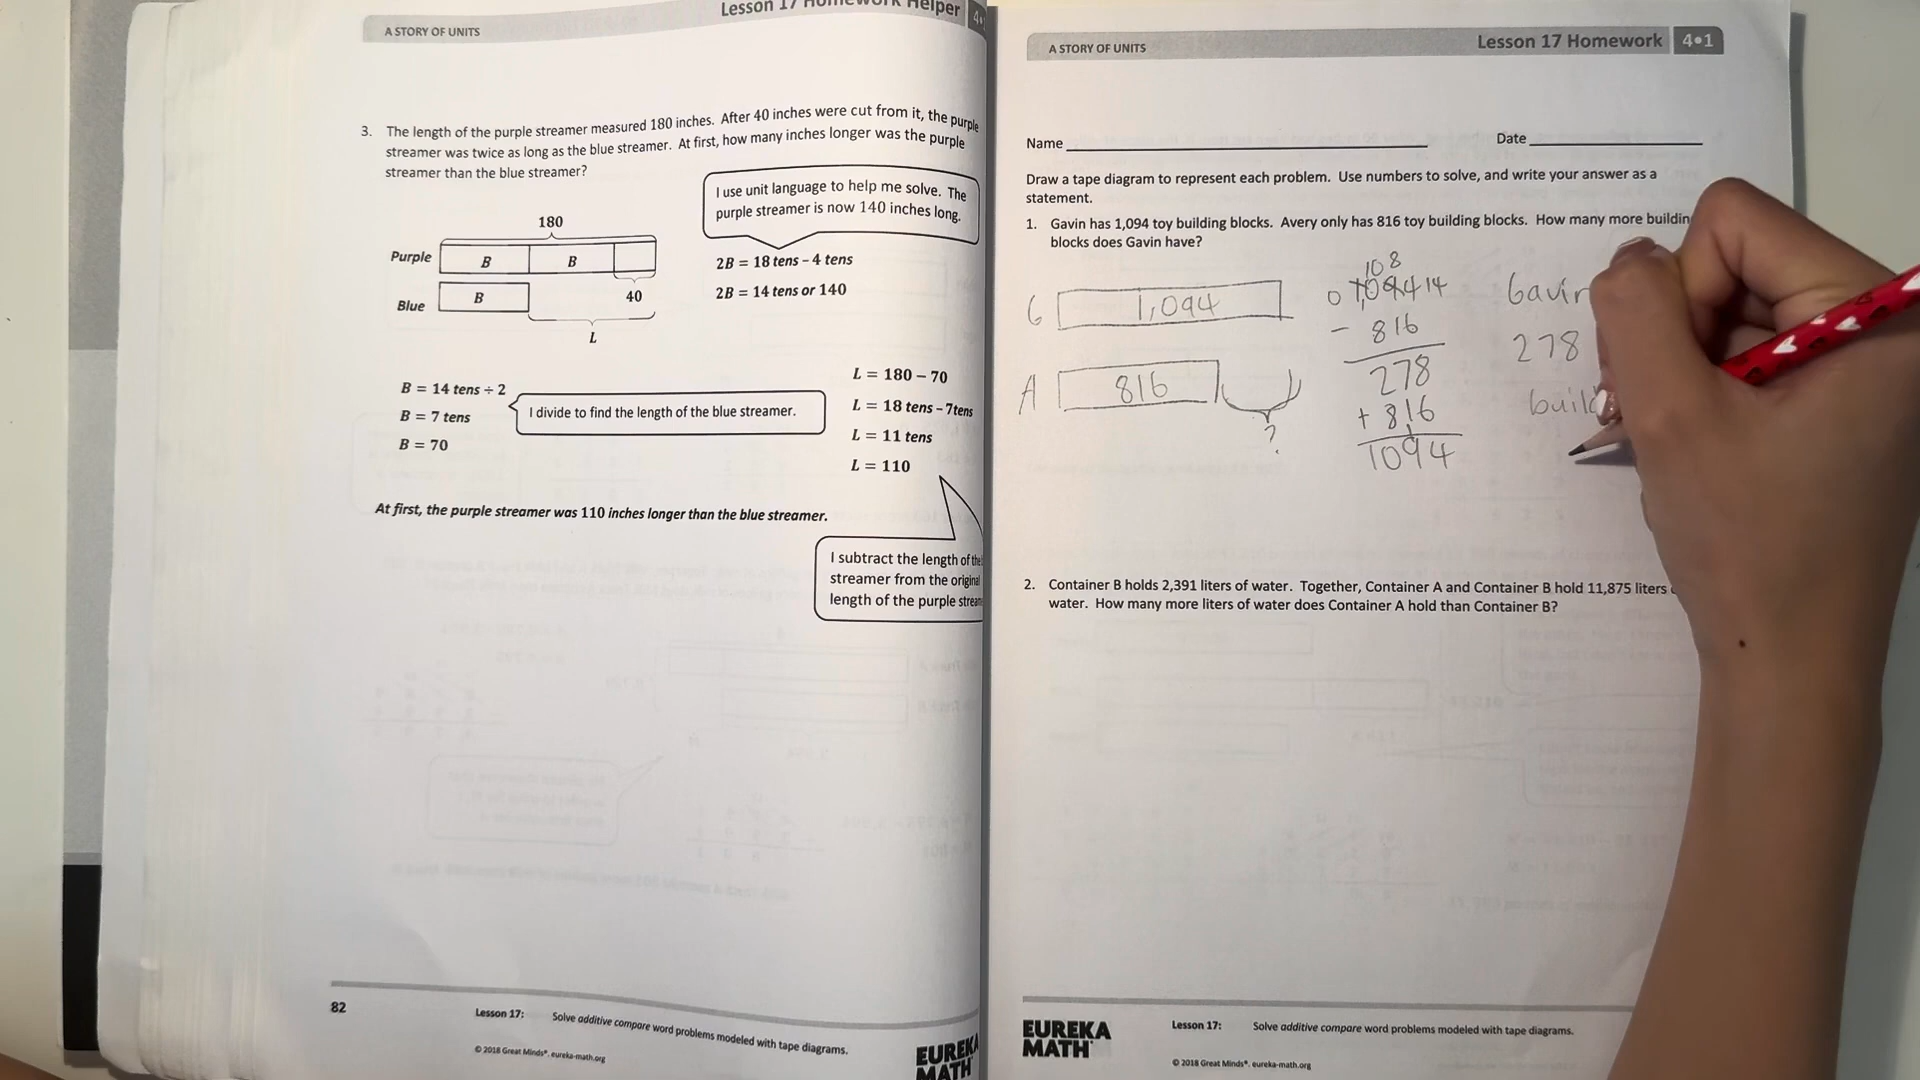 Lesson 17 Homework Helper
A STORY OF UNITS
3. The length of the purple streamer measured 180 inches. After 40 inches were cut from it, the purple
streamer was twice as long as the blue streamer. At first, how many inches longer was the purple
streamer than the blue streamer?
I use unit language to help me solve. The
purple streamer is now 140 inches long.
180
Purple B B
Blue B 40
L
2B = 18 tens − 4 tens
2B = 14 tens or 140
B = 14 tens ÷ 2
B = 7 tens
B = 70
I divide to find the length of the blue streamer.
L = 180 − 70
L = 18 tens − 7tens
L = 11 tens
L = 110
At first, the purple streamer was 110 inches longer than the blue streamer.
I subtract the length of the
streamer from the original
length of the purple
82
Lesson 17: Solve additive compare word problems modeled with tape diagrams.
© 2018 Great Minds®. eureka-math.org
EUREKA
MATH
A STORY OF UNITS
Lesson 17 Homework 4•1
Name Date
Draw a tape diagram to represent each problem. Use numbers to solve, and write your answer as a
statement.
1. Gavin has 1,094 toy building blocks. Avery only has 816 toy building blocks. How many more
blocks does Gavin have?
G 1,094
A 816
?
10 8
− 816
278
+ 816
1094
Gavin
278
2. Container B holds 2,391 liters of water. Together, Container A and Container B hold 11,875 liters
water. How many more liters of water does Container A hold than Container B?
EUREKA
MATH
Lesson 17: Solve additive compare word problems modeled with tape diagrams.
© 2018 Great Minds®. eureka-math.org